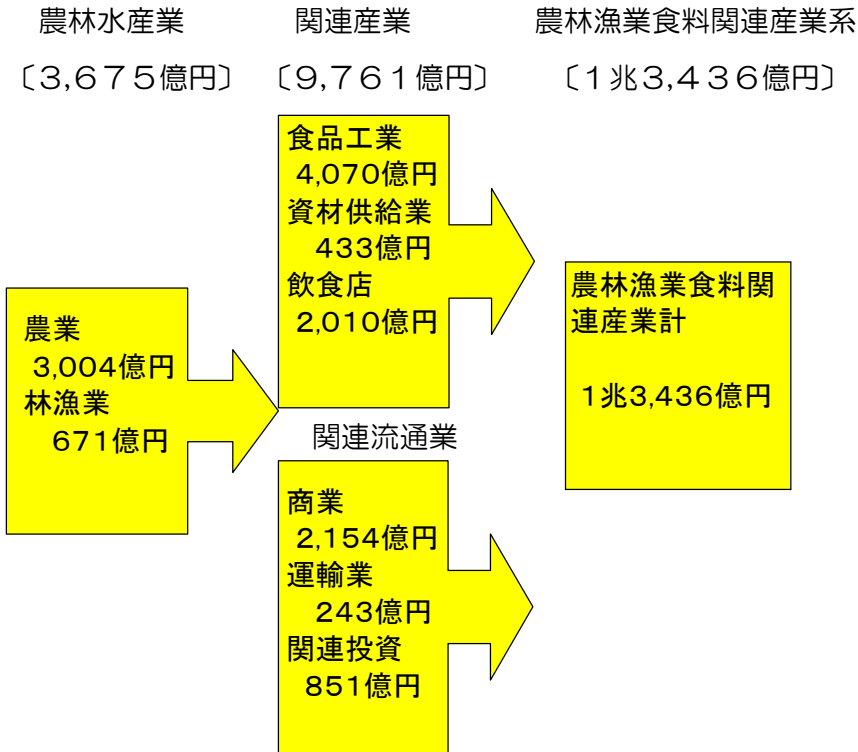 農林水産業
関連産業
農林漁業食料関連産業系
〔3,675億円〕
〔9,761億円〕
〔1兆3,436億円〕
農業
3,004億円
林漁業
671億円
食品工業
4,070億円
資材供給業
433億円
飲食店
2,010億円
関連流通業
商業
2,154億円
運輸業
243億円
関連投資
851億円
農林漁業食料関
連産業計
1兆3,436億円